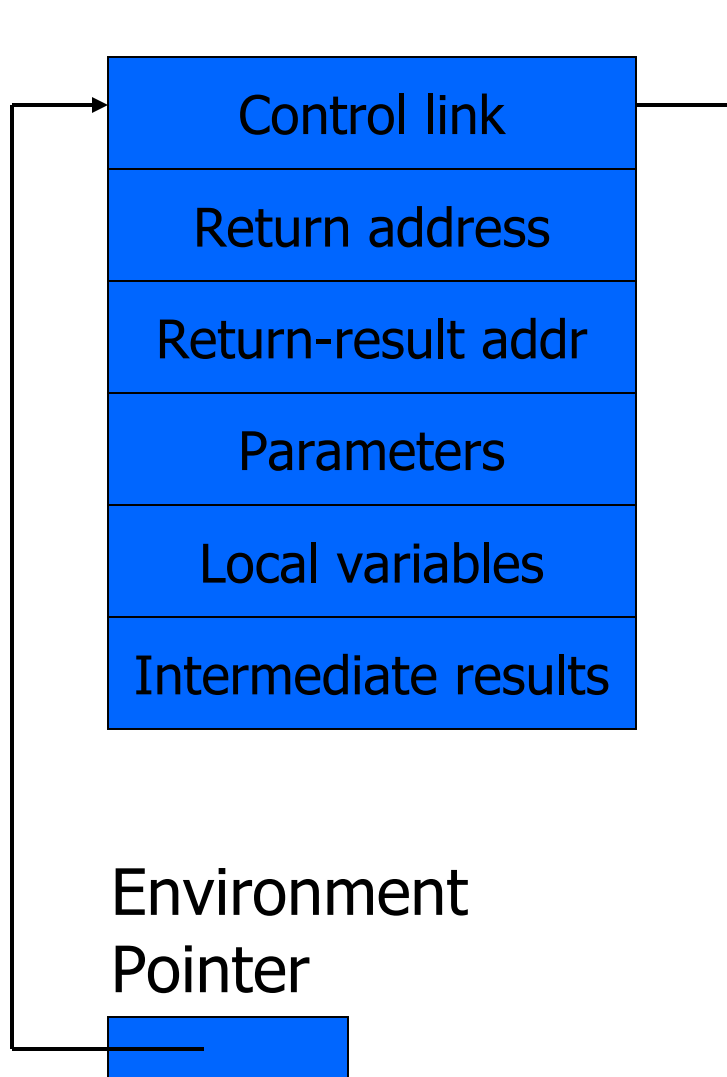 Control link
Return address
Return-result addr
Parameters
Local variables
Intermediate results
Environment
Pointer